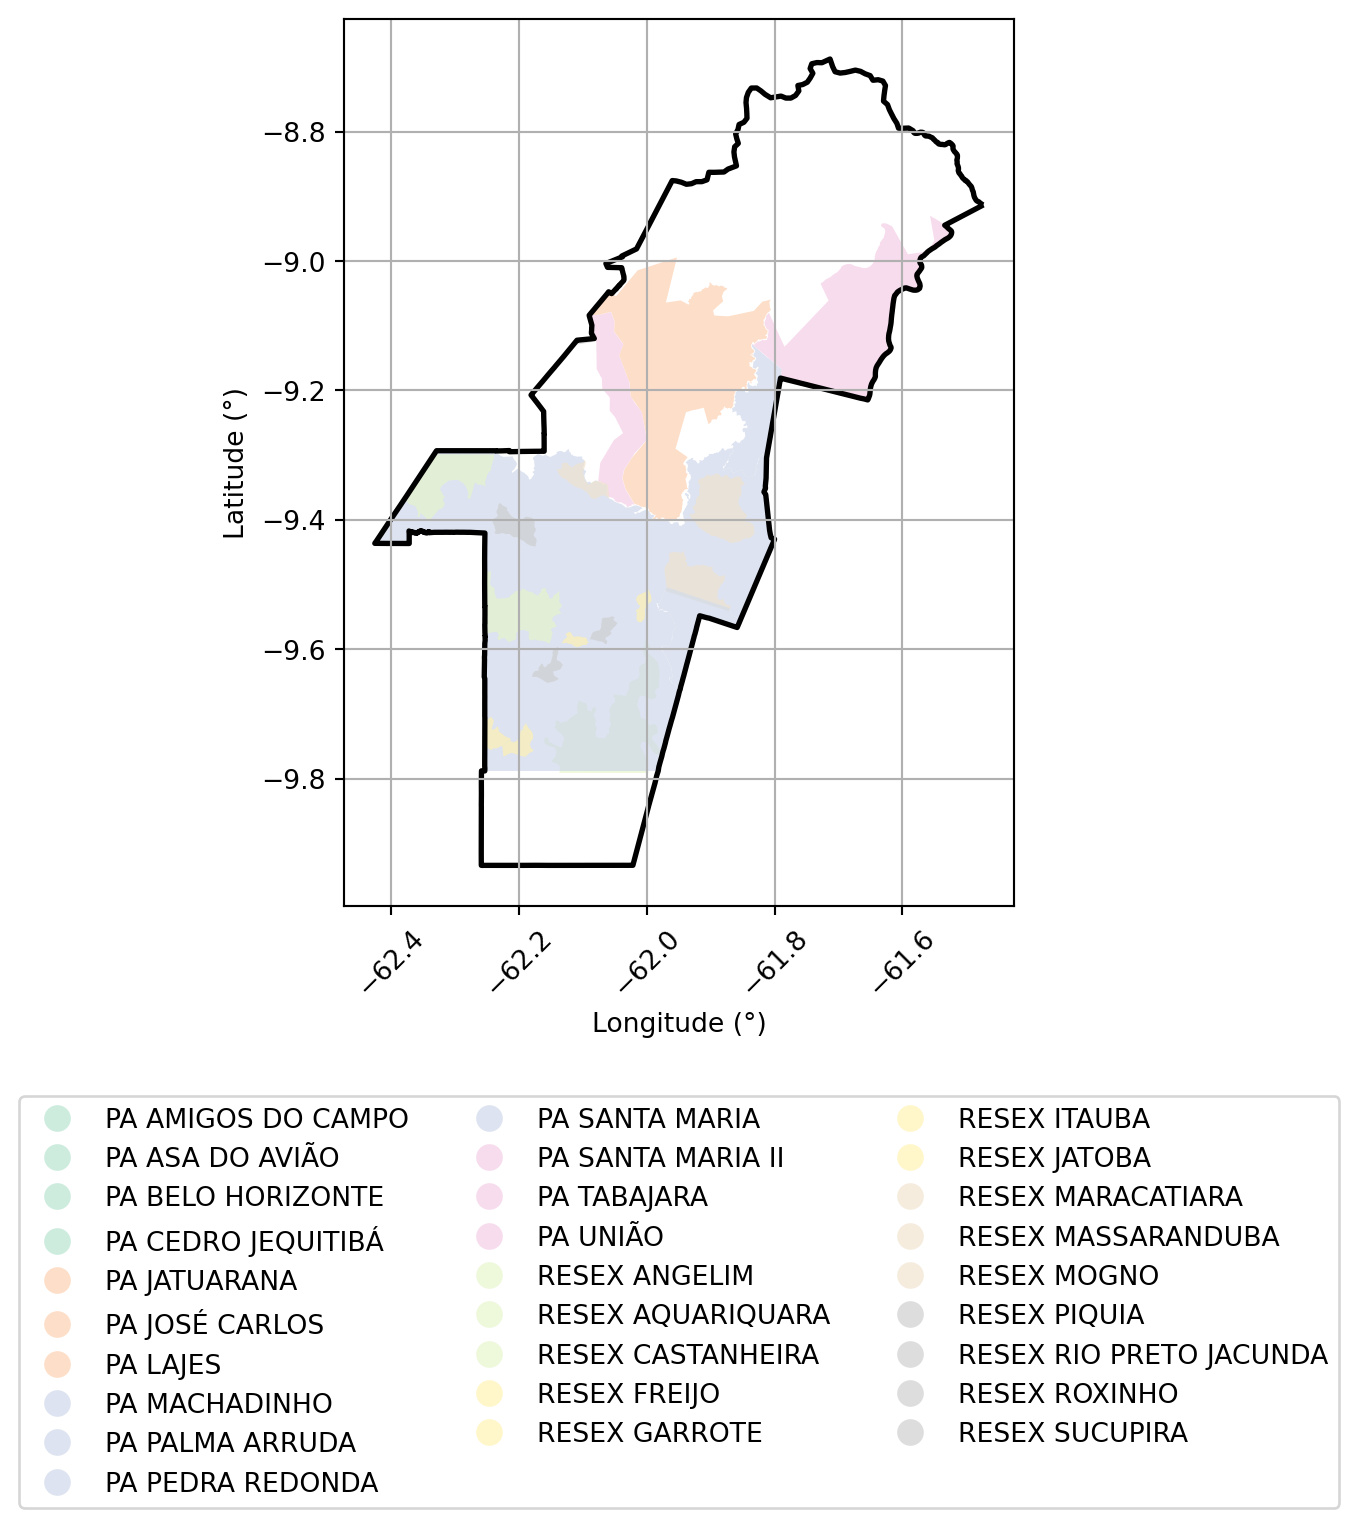 −8.8
−9.0
−9.2
−9.4
−9.6
−9.8
Latitude (°)
−62.4
−62.2
−62.0
−61.8
−61.6
Longitude (°)
PA AMIGOS DO CAMPO
PA ASA DO AVIÃO
PA BELO HORIZONTE
PA CEDRO JEQUITIBÁ
PA JATUARANA
PA JOSÉ CARLOS
PA LAJES
PA MACHADINHO
PA PALMA ARRUDA
PA PEDRA REDONDA
PA SANTA MARIA
PA SANTA MARIA II
PA TABAJARA
PA UNIÃO
RESEX ANGELIM
RESEX AQUARIQUARA
RESEX CASTANHEIRA
RESEX FREIJO
RESEX GARROTE
RESEX ITAUBA
RESEX JATOBA
RESEX MARACATIARA
RESEX MASSARANDUBA
RESEX MOGNO
RESEX PIQUIA
RESEX RIO PRETO JACUNDA
RESEX ROXINHO
RESEX SUCUPIRA